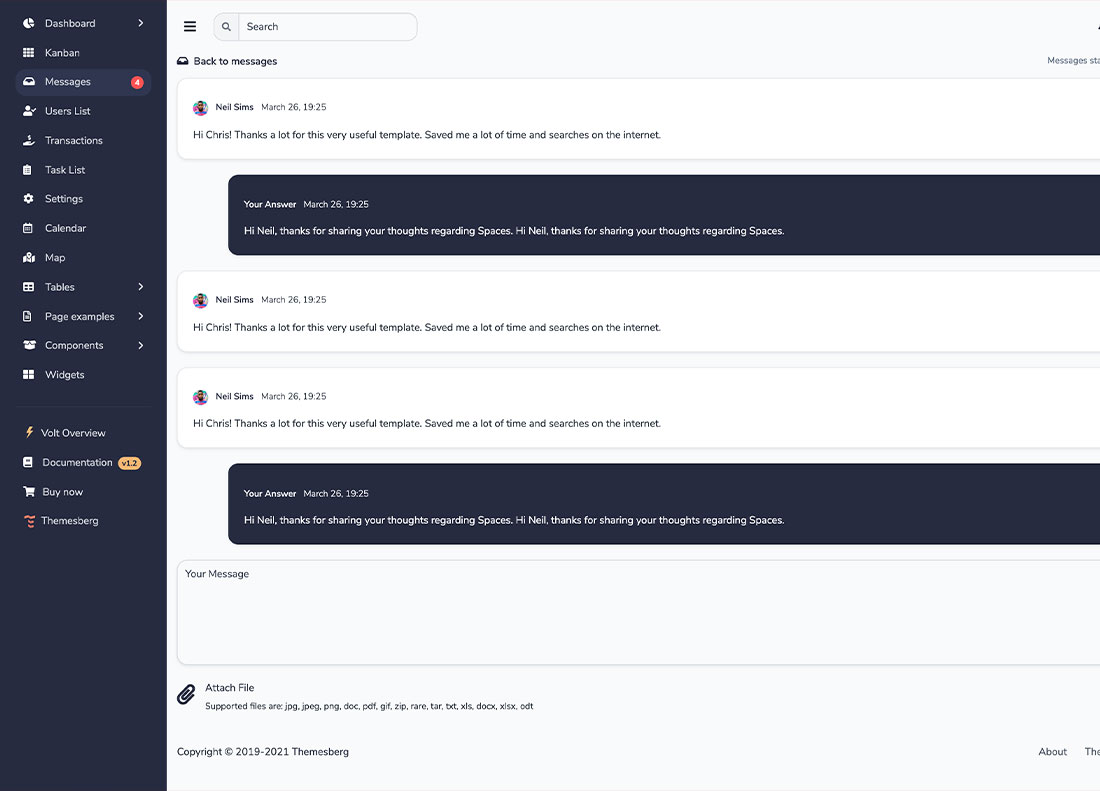 Dashboard
Kanban
Messages 4
Users List
Transactions
Task List
Settings
Calendar
Map
Tables
Page examples
Components
Widgets
Volt Overview
Documentation v1.2
Buy now
Themesberg
Search
Back to messages
Messages
Neil Sims March 26, 19:25
Hi Chris! Thanks a lot for this very useful template. Saved me a lot of time and searches on the internet.
Your Answer March 26, 19:25
Hi Neil, thanks for sharing your thoughts regarding Spaces. Hi Neil, thanks for sharing your thoughts regarding Spaces.
Neil Sims March 26, 19:25
Hi Chris! Thanks a lot for this very useful template. Saved me a lot of time and searches on the internet.
Neil Sims March 26, 19:25
Hi Chris! Thanks a lot for this very useful template. Saved me a lot of time and searches on the internet.
Your Answer March 26, 19:25
Hi Neil, thanks for sharing your thoughts regarding Spaces. Hi Neil, thanks for sharing your thoughts regarding Spaces.
Your Message
Attach File
Supported files are: jpg, jpeg, png, doc, pdf, gif, zip, rare, tar, txt, xls, docx, xlsx, odt
Copyright © 2019-2021 Themesberg
About